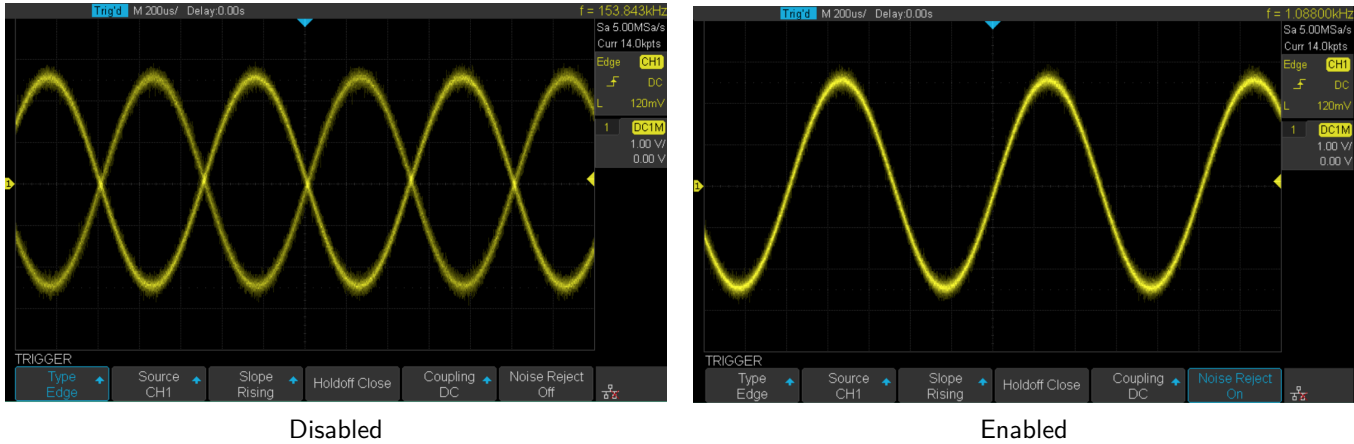 Trig'd M 200us/ Delay:0.00s f = 153.843kHz
Sa 5.00MSa/s
Curr 14.0kpts
Edge CH1
DC
L 120mV
1 DC1M
1.00 V/
0.00 V
1
TRIGGER
Type Source Slope Holdoff Close Coupling Noise Reject
Edge CH1 Rising DC Off
Disabled
Trig'd M 200us/ Delay:0.00s f = 1.08800kHz
Sa 5.00MSa/s
Curr 14.0kpts
Edge CH1
DC
L 120mV
1 DC1M
1.00 V/
0.00 V
1
TRIGGER
Type Source Slope Holdoff Close Coupling Noise Reject
Edge CH1 Rising DC On
Enabled